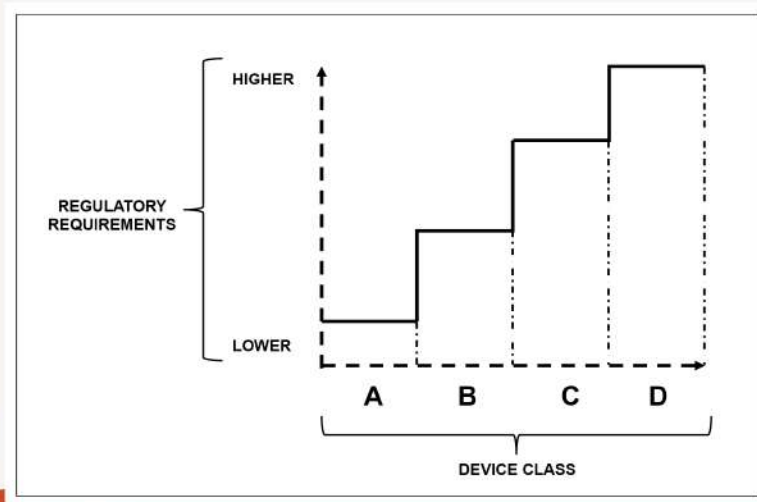 HIGHER
REGULATORY
REQUIREMENTS
LOWER
A B C D
DEVICE CLASS